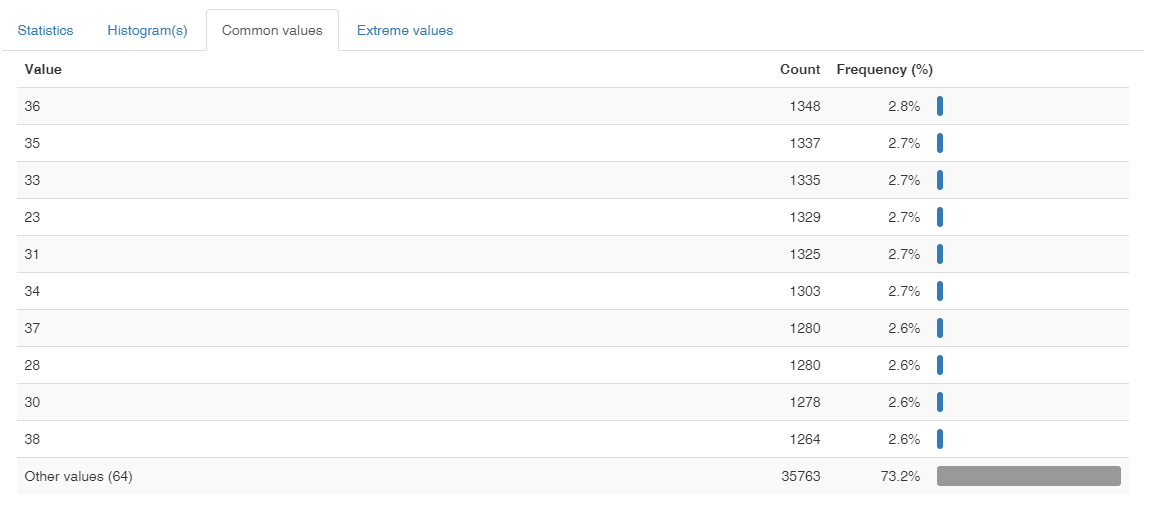 Statistics Histogram(s) Common values Extreme values
Value Count Frequency (%)
36 1348 2.8%
35 1337 2.7%
33 1335 2.7%
23 1329 2.7%
31 1325 2.7%
34 1303 2.7%
37 1280 2.6%
28 1280 2.6%
30 1278 2.6%
38 1264 2.6%
Other values (64) 35763 73.2%